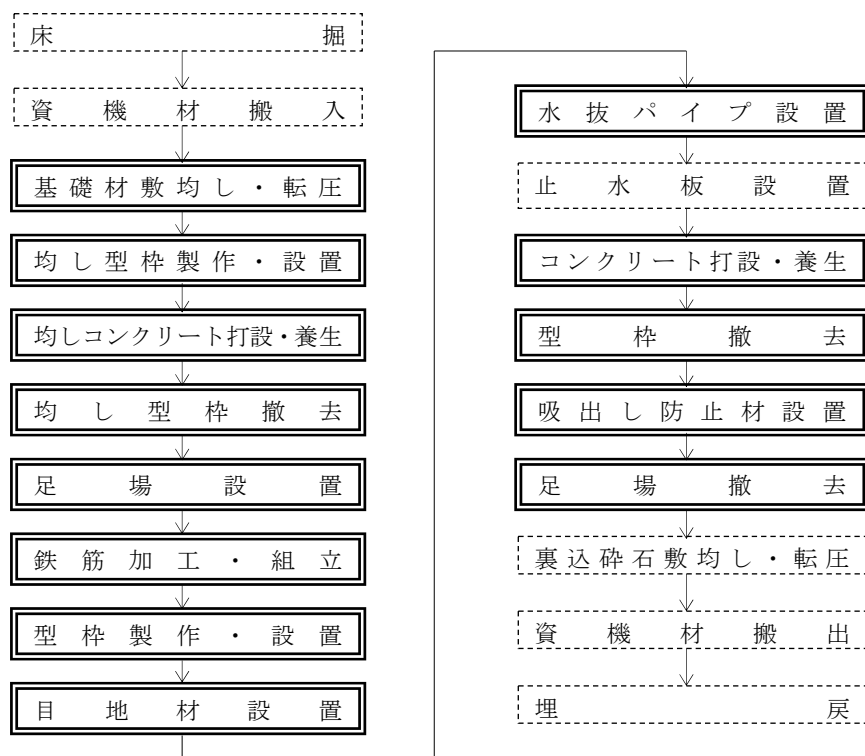 床掘
資機材搬入
基礎材敷均し・転圧
均し型枠製作・設置
均しコンクリート打設・養生
均し型枠撤去
足場設置
鉄筋加工・組立
型枠製作・設置
目地材設置
水抜パイプ設置
止水板設置
コンクリート打設・養生
型枠撤去
吸出し防止材設置
足場撤去
裏込砕石敷均し・転圧
資機材搬出
埋戻